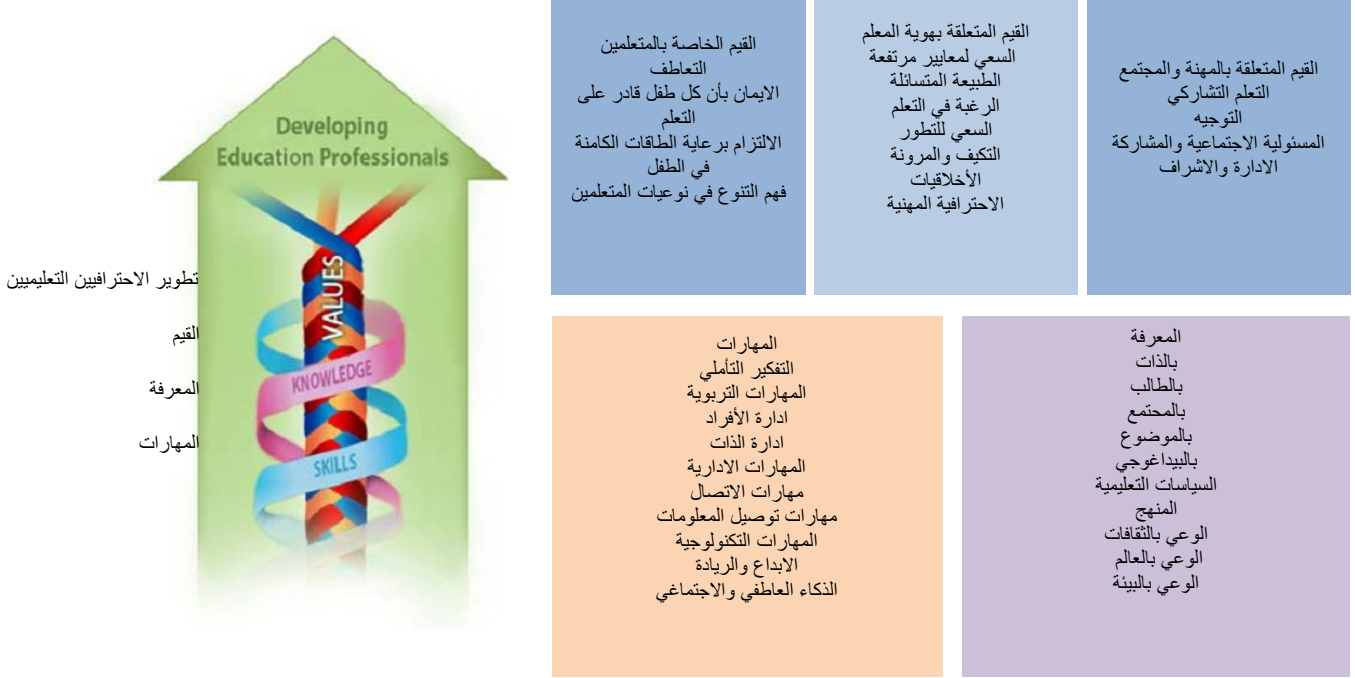 Developing
Education Professionals
VALUES
KNOWLEDGE
SKILLS
تطوير الاحترافيين التعليميين
القيم
المعرفة
المهارات
القيم المتعلقة بالمهنة والمجتمع
التعلم التشاركي
التوجيه
المسئولية الاجتماعية والمشاركة
الادارة والاشراف
القيم المتعلقة بهوية المعلم
السعي لمعايير مرتفعة
الطبيعة المتسائلة
الرغبة في التعلم
السعي للتطور
التكيف والمرونة
الأخلاقيات
الاحترافية المهنية
القيم الخاصة بالمتعلمين
التعاطف
الايمان بأن كل طفل قادر على
التعلم
الالتزام برعاية الطاقات الكامنة
في الطفل
فهم التنوع في نوعيات المتعلمين
المعرفة
بالذات
بالطالب
بالمحتمع
بالموضوع
بالبيداغوجي
السياسات التعليمية
المنهج
الوعي بالثقافات
الوعي بالعالم
الوعي بالبيئة
المهارات
التفكير التأملي
المهارات التربوية
ادارة الأفراد
ادارة الذات
المهارات الادارية
مهارات الاتصال
مهارات توصيل المعلومات
المهارات التكنولوجية
الابداع والريادة
الذكاء العاطفي والاجتماغي